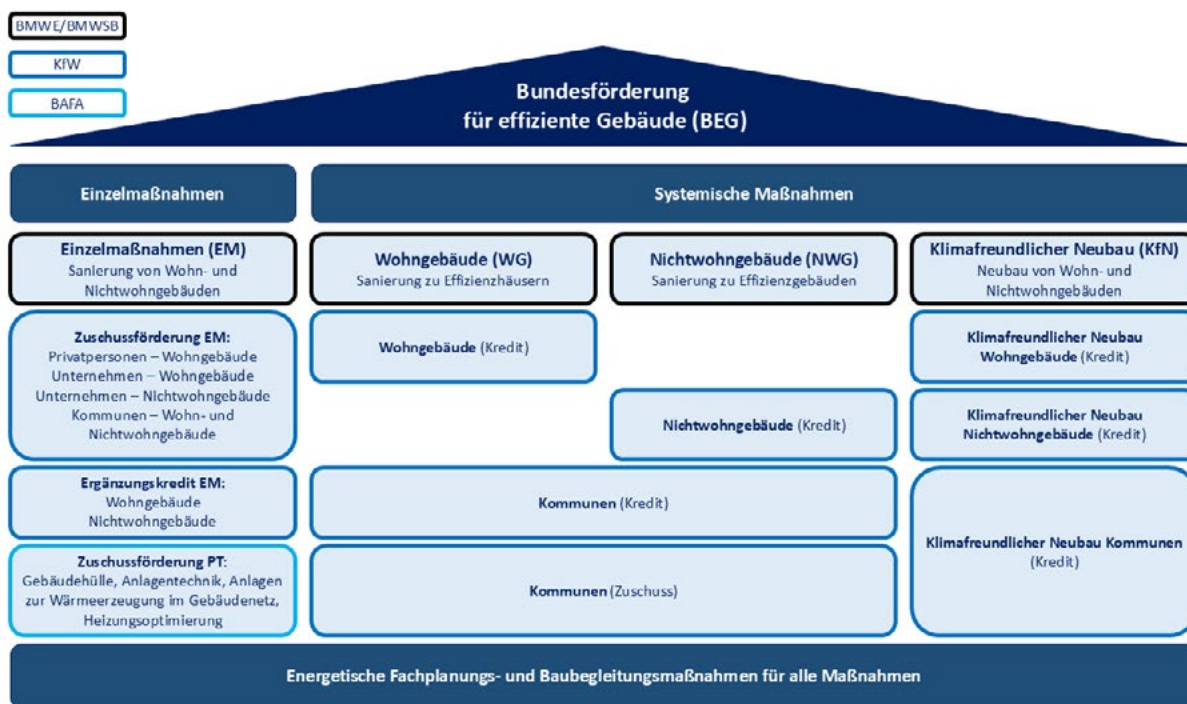 BMWE/BMWSB
KfW
BAFA
Bundesförderung
für effiziente Gebäude (BEG)
Einzelmaßnahmen
Systemische Maßnahmen
Einzelmaßnahmen (EM)
Sanierung von Wohn- und
Nichtwohngebäuden
Wohngebäude (WG)
Sanierung zu Effizienzhäusern
Nichtwohngebäude (NWG)
Sanierung zu Effizienzgebäuden
Klimafreundlicher Neubau (KfN)
Neubau von Wohn- und
Nichtwohngebäuden
Zuschussförderung EM:
Privatpersonen – Wohngebäude
Unternehmen – Wohngebäude
Unternehmen – Nichtwohngebäude
Kommunen – Wohn- und
Nichtwohngebäude
Wohngebäude (Kredit)
Klimafreundlicher Neubau
Wohngebäude (Kredit)
Nichtwohngebäude (Kredit)
Klimafreundlicher Neubau
Nichtwohngebäude (Kredit)
Ergänzungskredit EM:
Wohngebäude
Nichtwohngebäude
Kommunen (Kredit)
Klimafreundlicher Neubau Kommunen
(Kredit)
Zuschussförderung PT:
Gebäudehülle, Anlagentechnik, Anlagen
zur Wärmeerzeugung im Gebäudenetz,
Heizungsoptimierung
Kommunen (Zuschuss)
Energetische Fachplanungs- und Baubegleitungsmaßnahmen für alle Maßnahmen